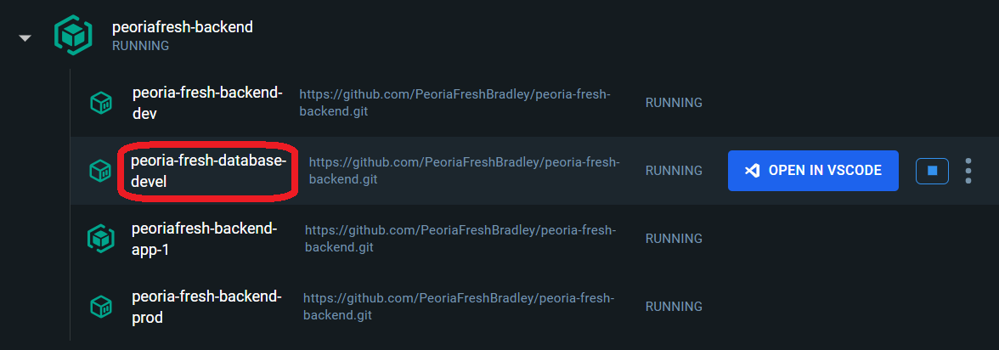 peoriafresh-backend
RUNNING
peoria-fresh-backend-
dev
https://github.com/PeoriaFreshBradley/peoria-fresh-
backend.git
RUNNING
peoria-fresh-database-
devel
https://github.com/PeoriaFreshBradley/peoria-fresh-
backend.git
RUNNING
OPEN IN VSCODE
peoriafresh-backend-
app-1
https://github.com/PeoriaFreshBradley/peoria-fresh-
backend.git
RUNNING
peoria-fresh-backend-
prod
https://github.com/PeoriaFreshBradley/peoria-fresh-
backend.git
RUNNING